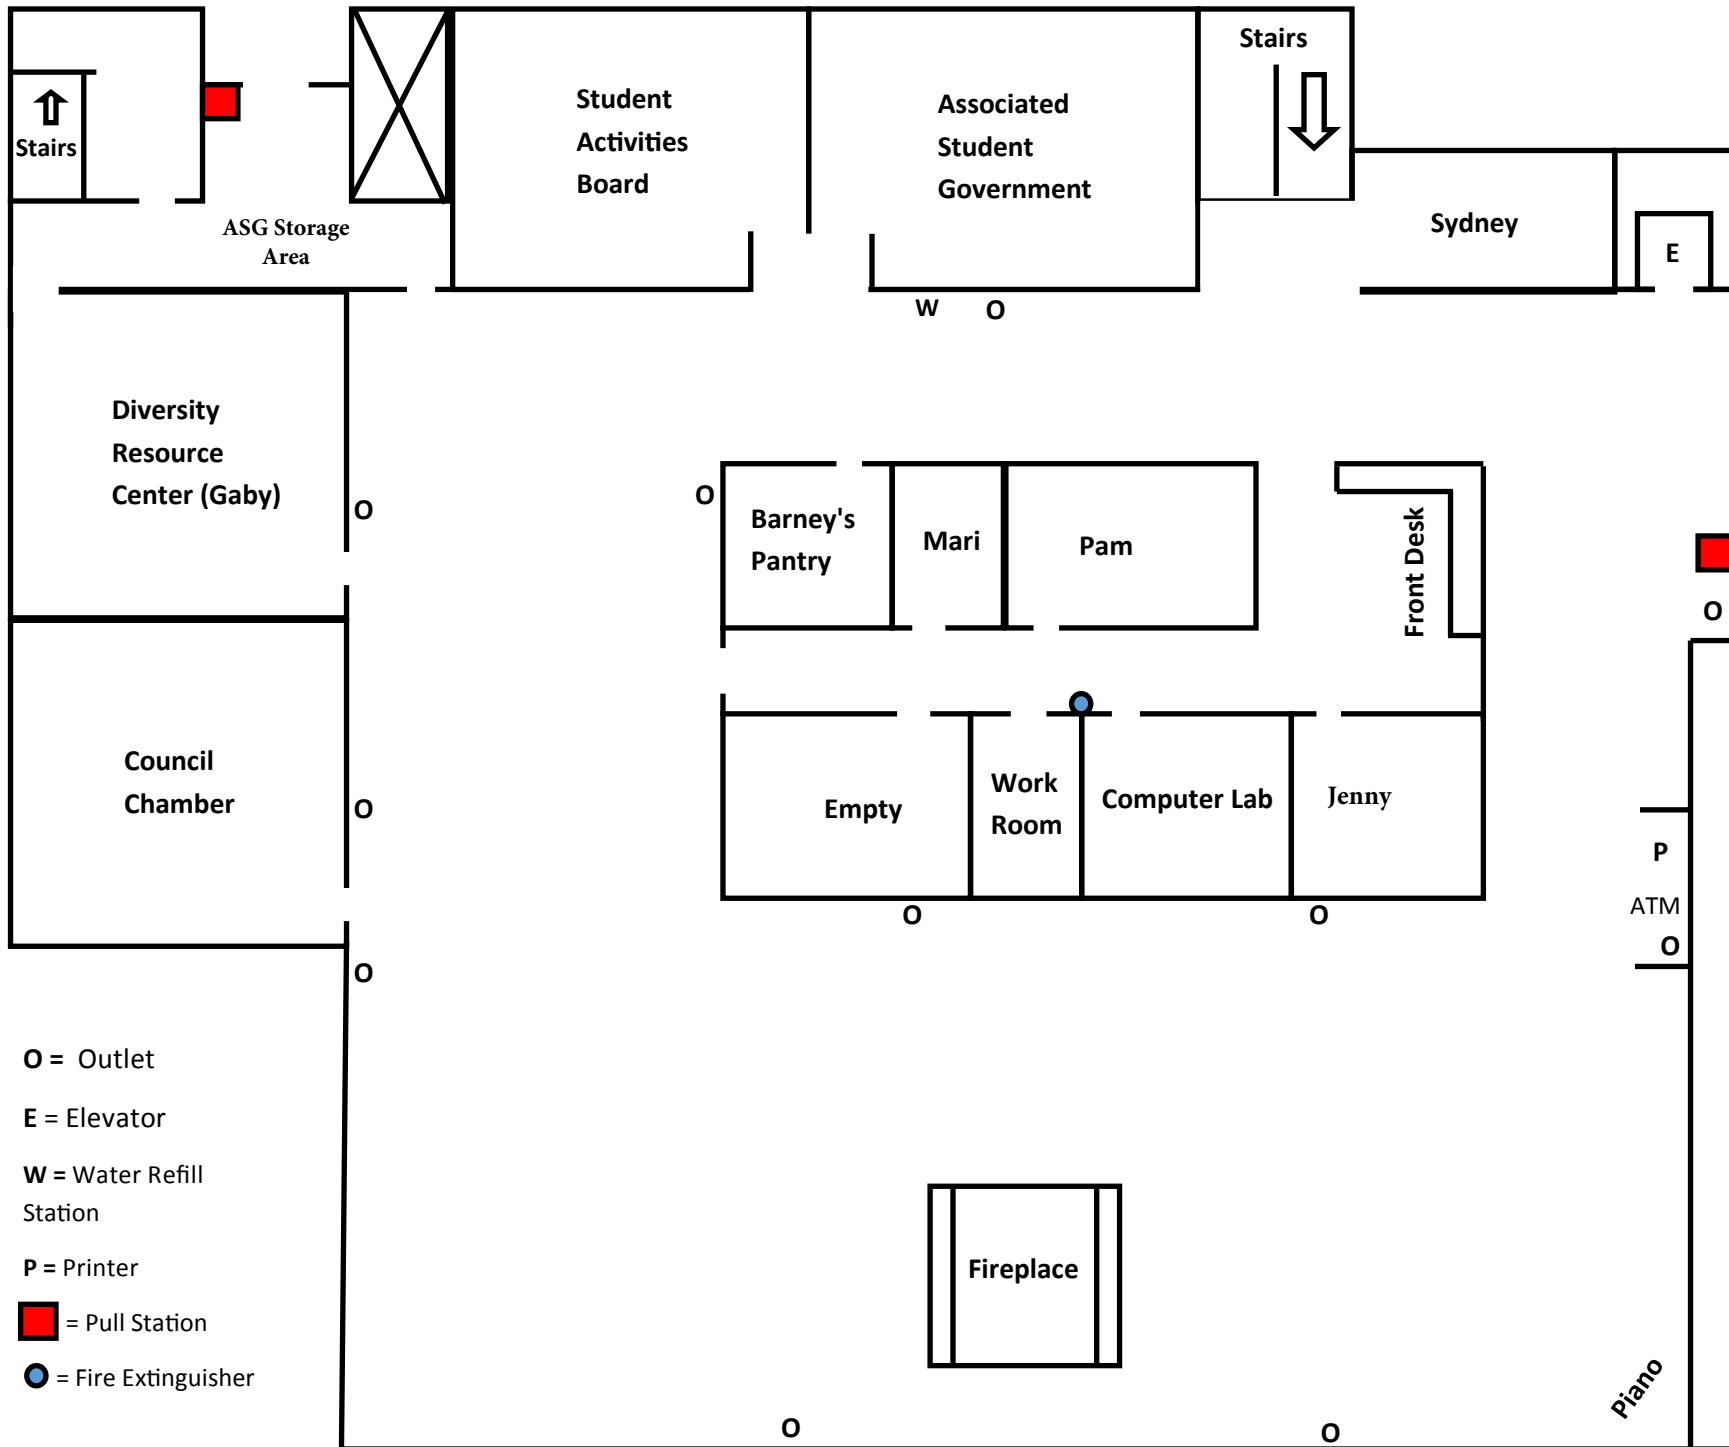 Stairs
Stairs
Student
Activities
Board
Associated
Student
Government
Sydney
E
ASG Storage
Area
W
O
Diversity
Resource
Center (Gaby)
O
O
Barney's
Pantry
Mari
Pam
Front Desk
O
Council
Chamber
O
Empty
Work
Room
Computer Lab
Jenny
P
ATM
O
O
O
O
O = Outlet
E = Elevator
W = Water Refill
Station
P = Printer
= Pull Station
= Fire Extinguisher
Fireplace
Piano
O
O